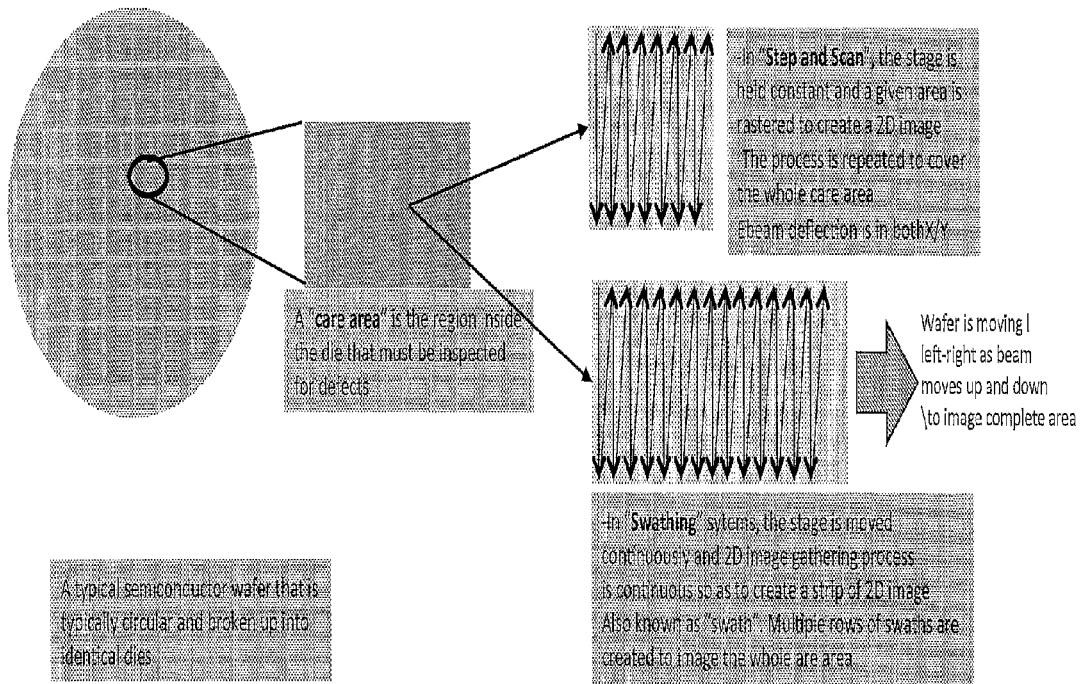 -In "Step and Scan", the stage is
held constant and a given area is
rastered to create a 2D image
The process is repeated to cover
the whole care area
Ebeam deflection is in bothX/Y
A "care area" is the region inside
the die that must be inspected
for defects
Wafer is moving l
left-right as beam
moves up and down
\to image complete area
-In "Swathing" sytems, the stage is moved
continuously and 2D image gathering process
is continuous so as to create a strip of 2D image
Also known as "swath". Multiple rows of swaths are
created to image the whole are area
A typical semiconductor wafer that is
typically circular and broken up into
identical dies